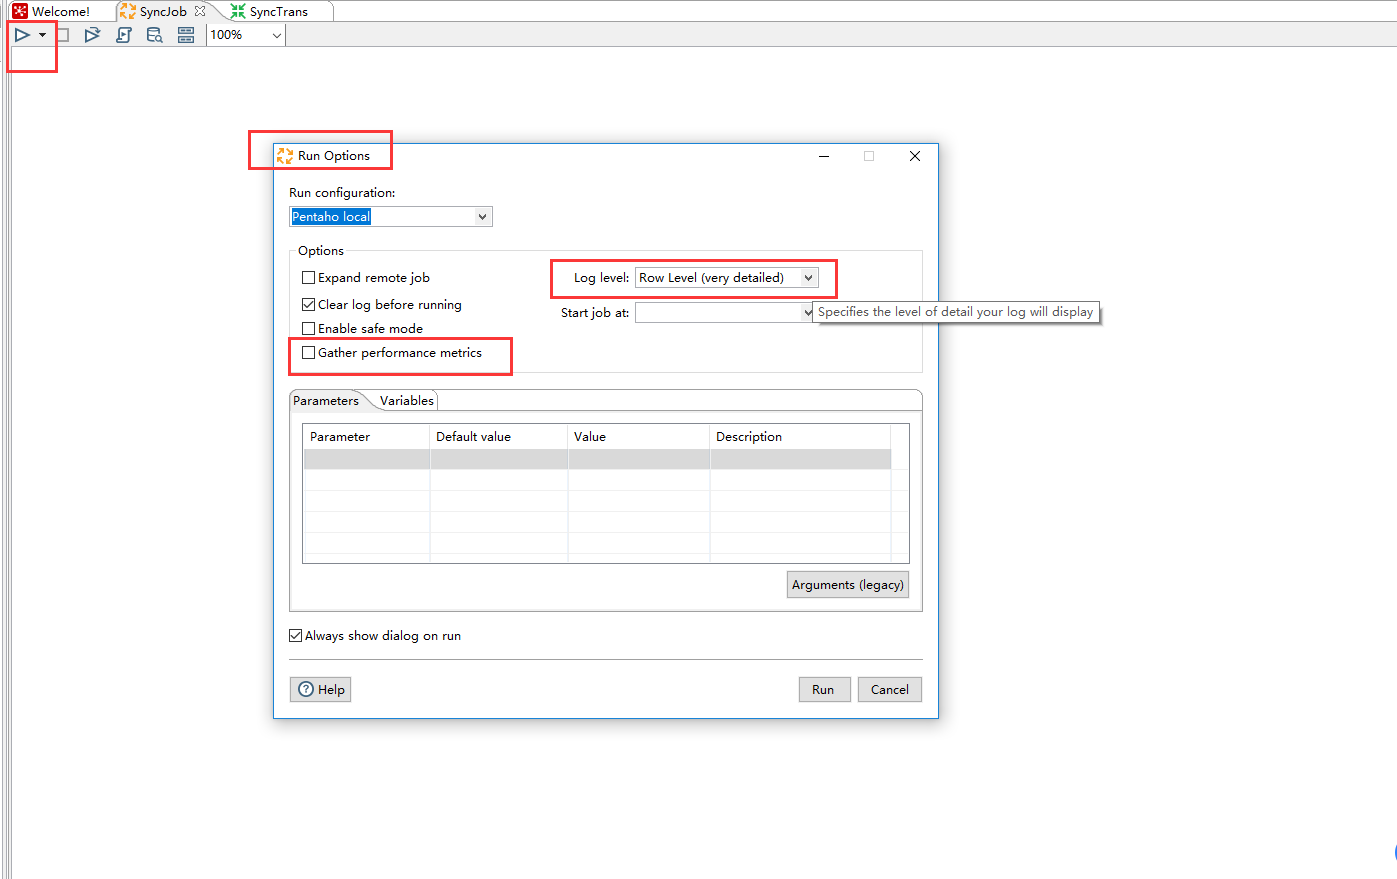 Welcome!
SyncJob
SyncTrans
100%
Run Options
Run configuration:
Pentaho local
Options
Expand remote job
Log level: Row Level (very detailed)
Clear log before running
Start job at:
Specifies the level of detail your log will display
Enable safe mode
Gather performance metrics
Parameters
Variables
Parameter Default value Value Description
Arguments (legacy)
Always show dialog on run
Help
Run
Cancel